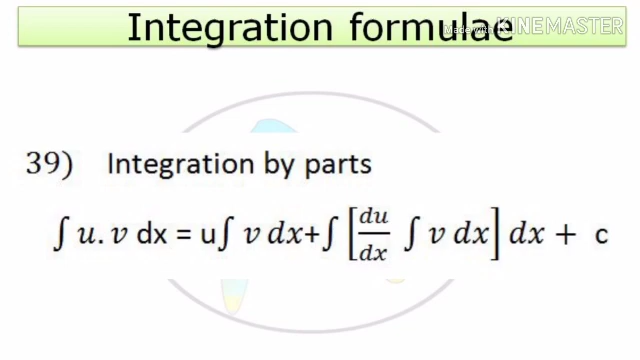 Integration formulae
Made with KINEMASTER
39) Integration by parts
∫ u. v dx = u∫ v dx+∫ [du/dx ∫ v dx] dx + c